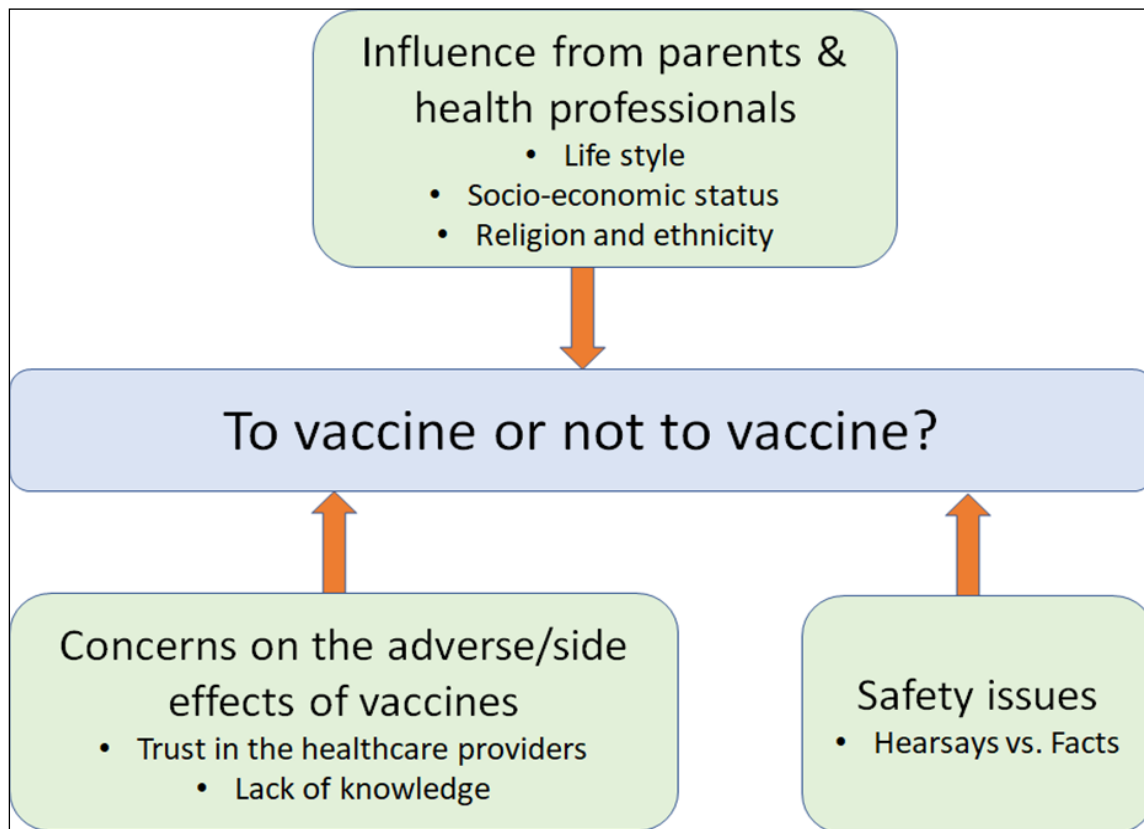 Influence from parents &
health professionals
• Life style
• Socio-economic status
• Religion and ethnicity
To vaccine or not to vaccine?
Concerns on the adverse/side
effects of vaccines
• Trust in the healthcare providers
• Lack of knowledge
Safety issues
• Hearsays vs. Facts